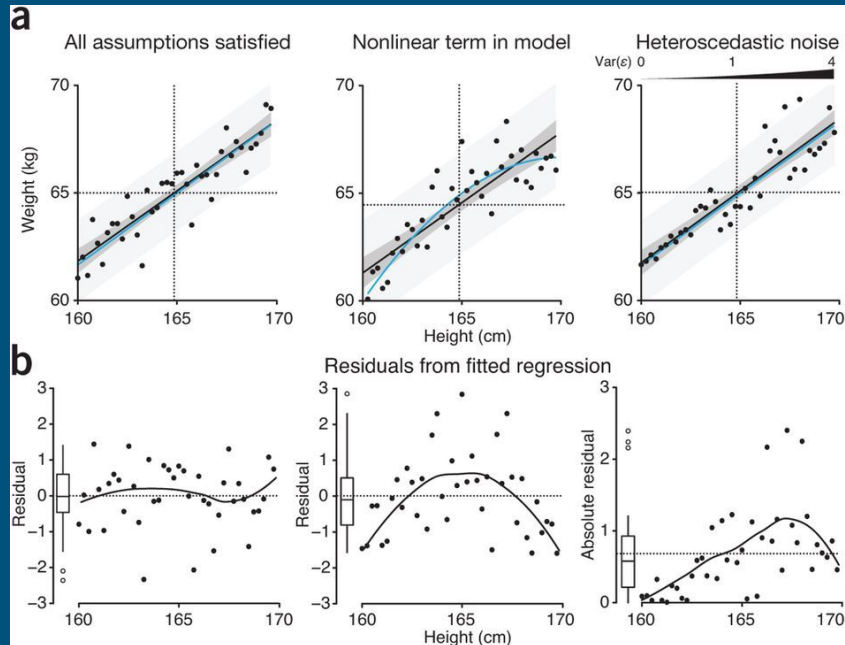 a
All assumptions satisfied
Nonlinear term in model
Heteroscedastic noise
Var(ε) 0 1 4
70
65
60
Weight (kg)
160 165 170
70
65
60
160 165 170
Height (cm)
70
65
60
160 165 170
b
Residuals from fitted regression
3
2
1
0
−1
−2
−3
Residual
160 165 170
3
2
1
0
−1
−2
−3
Residual
160 165 170
Height (cm)
3
2
1
0
Absolute residual
160 165 170